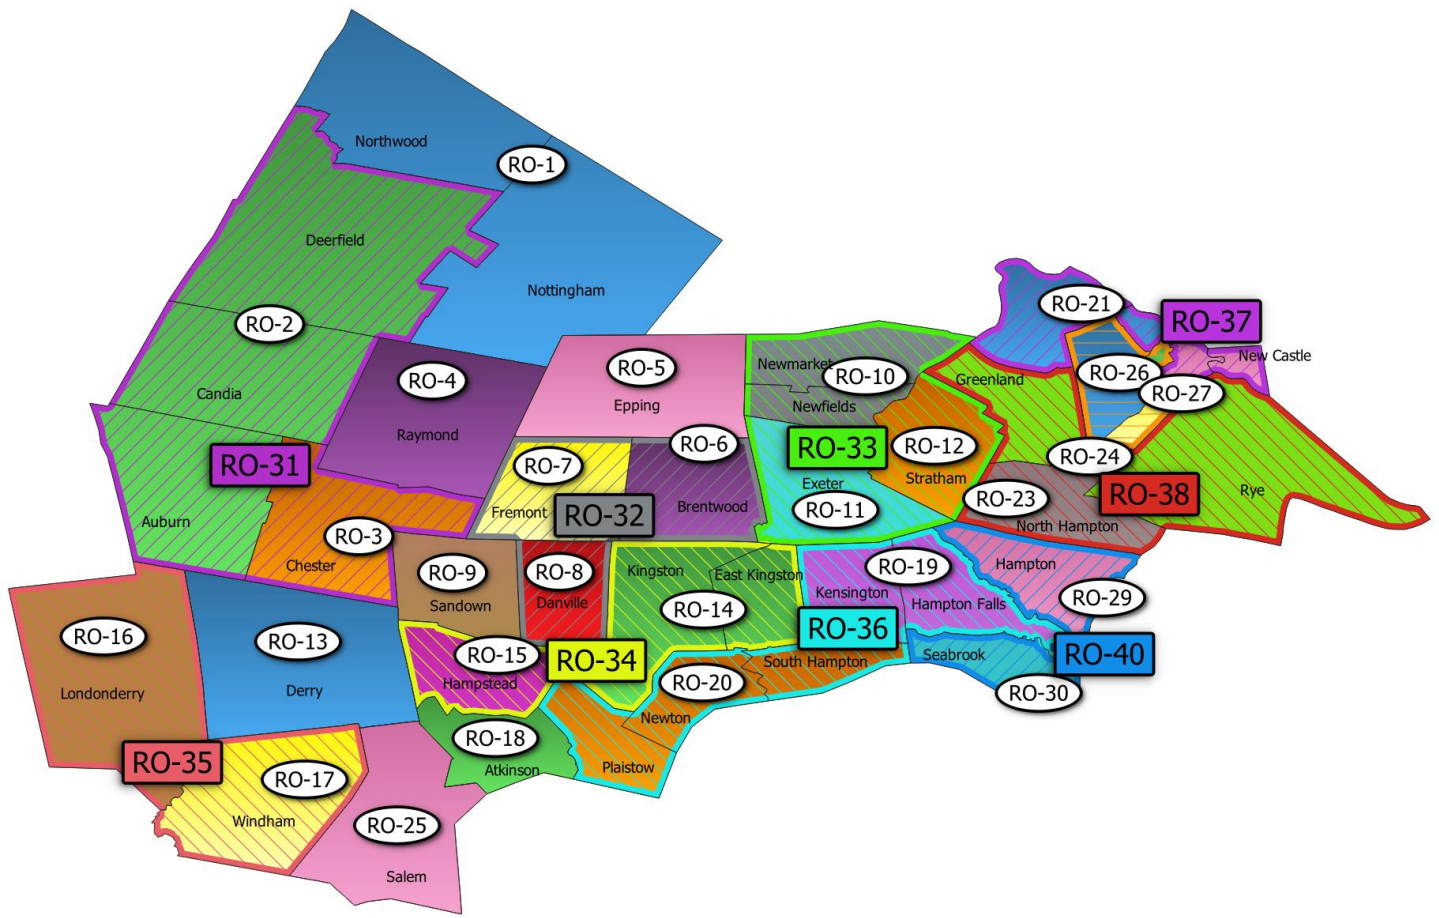 Northwood
RO-1
Deerfield
Nottingham
RO-2
Candia
RO-4
Raymond
RO-5
Epping
RO-21
RO-37
New Castle
Newmarket
RO-10
Greenland
RO-26
RO-27
Newfields
RO-6
RO-33
RO-12
RO-24
RO-31
RO-7
Stratham
Exeter
RO-38
Rye
RO-23
Fremont
RO-32
Brentwood
RO-11
North Hampton
Auburn
RO-3
Chester
RO-9
Sandown
RO-8
Danville
Kingston
East Kingston
RO-14
RO-19
Kensington
Hampton Falls
Hampton
RO-29
RO-16
RO-13
RO-36
RO-15
RO-34
South Hampton
Seabrook
RO-40
Londonderry
Derry
Hampstead
RO-20
RO-30
Newton
RO-18
Atkinson
Plaistow
RO-35
RO-17
Windham
RO-25
Salem